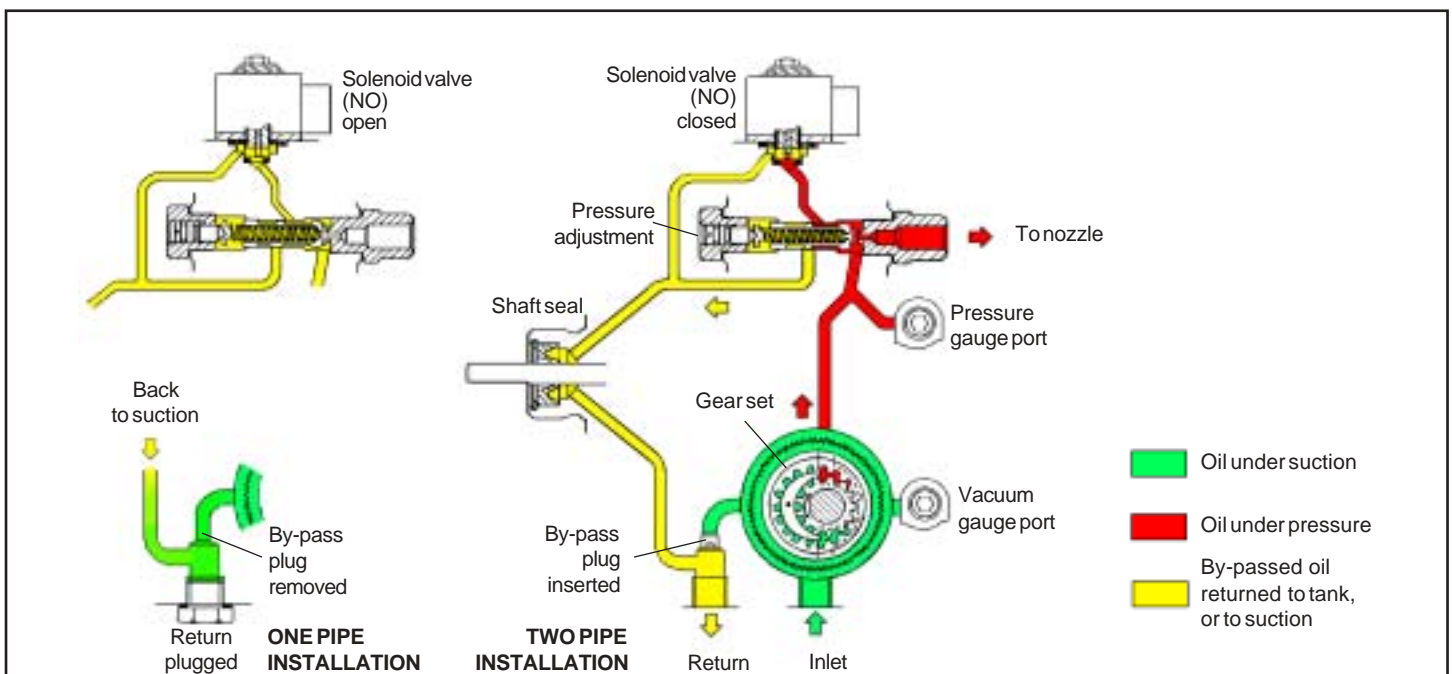 Solenoid valve
(NO)
open
Solenoid valve
(NO)
closed
Pressure
adjustment
To nozzle
Shaft seal
Pressure
gauge port
Back
to suction
Gear set
Oil under suction
Vacuum
gauge port
Oil under pressure
By-pass
plug
removed
By-pass
plug
inserted
By-passed oil
returned to tank,
or to suction
Return
plugged
ONE PIPE
INSTALLATION
TWO PIPE
INSTALLATION
Return
Inlet